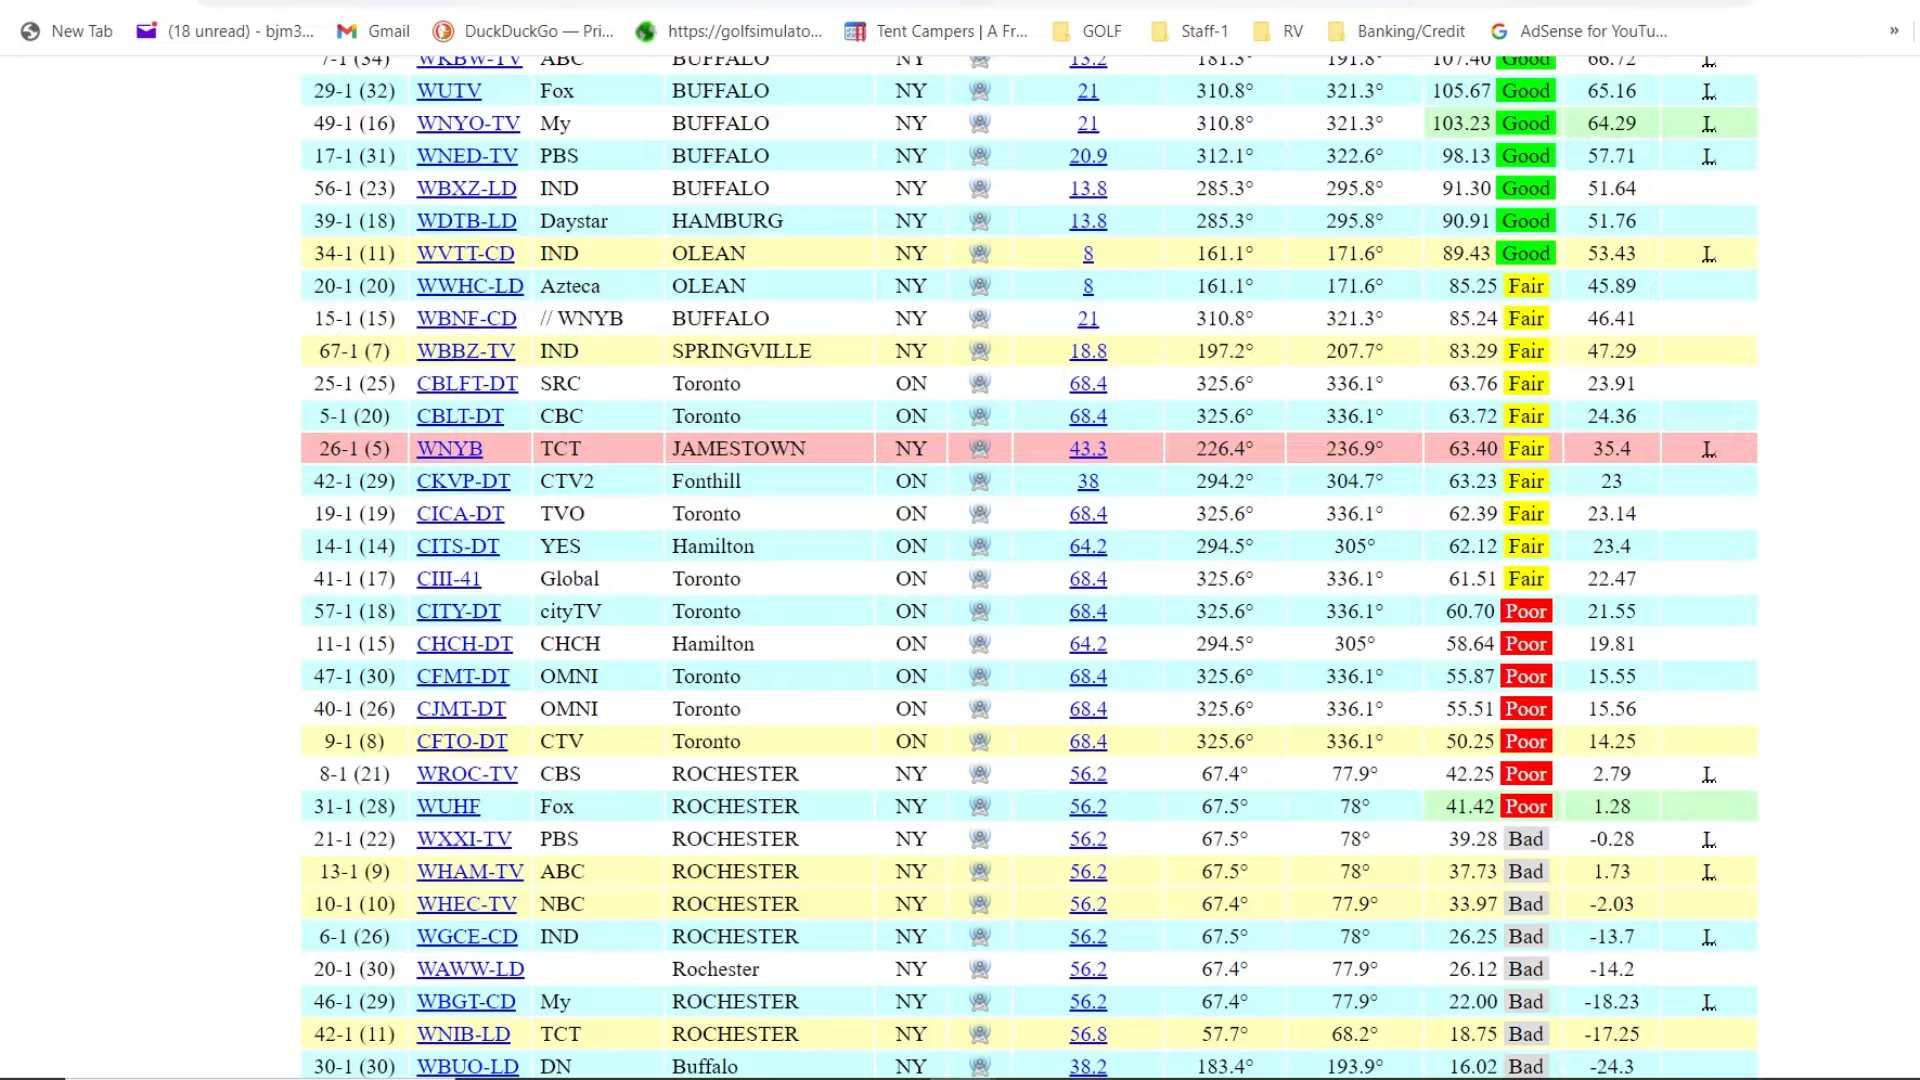 New Tab (18 unread) - bjm3... Gmail DuckDuckGo — Pri... https://golfsimulato... Tent Campers | A Fr... GOLF Staff-1 RV Banking/Credit AdSense for YouTu... »
7-1 (34) WKBW-TV ABC BUFFALO NY 13.2 181.3° 191.8° 107.40 Good 66.72 L
29-1 (32) WUTV Fox BUFFALO NY 21 310.8° 321.3° 105.67 Good 65.16 L
49-1 (16) WNYO-TV My BUFFALO NY 21 310.8° 321.3° 103.23 Good 64.29 L
17-1 (31) WNED-TV PBS BUFFALO NY 20.9 312.1° 322.6° 98.13 Good 57.71 L
56-1 (23) WBXZ-LD IND BUFFALO NY 13.8 285.3° 295.8° 91.30 Good 51.64
39-1 (18) WDTB-LD Daystar HAMBURG NY 13.8 285.3° 295.8° 90.91 Good 51.76
34-1 (11) WVTT-CD IND OLEAN NY 8 161.1° 171.6° 89.43 Good 53.43 L
20-1 (20) WWHC-LD Azteca OLEAN NY 8 161.1° 171.6° 85.25 Fair 45.89
15-1 (15) WBNF-CD // WNYB BUFFALO NY 21 310.8° 321.3° 85.24 Fair 46.41
67-1 (7) WBBZ-TV IND SPRINGVILLE NY 18.8 197.2° 207.7° 83.29 Fair 47.29
25-1 (25) CBLFT-DT SRC Toronto ON 68.4 325.6° 336.1° 63.76 Fair 23.91
5-1 (20) CBLT-DT CBC Toronto ON 68.4 325.6° 336.1° 63.72 Fair 24.36
26-1 (5) WNYB TCT JAMESTOWN NY 43.3 226.4° 236.9° 63.40 Fair 35.4 L
42-1 (29) CKVP-DT CTV2 Fonthill ON 38 294.2° 304.7° 63.23 Fair 23
19-1 (19) CICA-DT TVO Toronto ON 68.4 325.6° 336.1° 62.39 Fair 23.14
14-1 (14) CITS-DT YES Hamilton ON 64.2 294.5° 305° 62.12 Fair 23.4
41-1 (17) CIII-41 Global Toronto ON 68.4 325.6° 336.1° 61.51 Fair 22.47
57-1 (18) CITY-DT cityTV Toronto ON 68.4 325.6° 336.1° 60.70 Poor 21.55
11-1 (15) CHCH-DT CHCH Hamilton ON 64.2 294.5° 305° 58.64 Poor 19.81
47-1 (30) CFMT-DT OMNI Toronto ON 68.4 325.6° 336.1° 55.87 Poor 15.55
40-1 (26) CJMT-DT OMNI Toronto ON 68.4 325.6° 336.1° 55.51 Poor 15.56
9-1 (8) CFTO-DT CTV Toronto ON 68.4 325.6° 336.1° 50.25 Poor 14.25
8-1 (21) WROC-TV CBS ROCHESTER NY 56.2 67.4° 77.9° 42.25 Poor 2.79 L
31-1 (28) WUHF Fox ROCHESTER NY 56.2 67.5° 78° 41.42 Poor 1.28
21-1 (22) WXXI-TV PBS ROCHESTER NY 56.2 67.5° 78° 39.28 Bad -0.28 L
13-1 (9) WHAM-TV ABC ROCHESTER NY 56.2 67.5° 78° 37.73 Bad 1.73 L
10-1 (10) WHEC-TV NBC ROCHESTER NY 56.2 67.4° 77.9° 33.97 Bad -2.03
6-1 (26) WGCE-CD IND ROCHESTER NY 56.2 67.5° 78° 26.25 Bad -13.7 L
20-1 (30) WAWW-LD Rochester NY 56.2 67.4° 77.9° 26.12 Bad -14.2
46-1 (29) WBGT-CD My ROCHESTER NY 56.2 67.4° 77.9° 22.00 Bad -18.23 L
42-1 (11) WNIB-LD TCT ROCHESTER NY 56.8 57.7° 68.2° 18.75 Bad -17.25
30-1 (30) WBUO-LD DN Buffalo NY 38.2 183.4° 193.9° 16.02 Bad -24.3